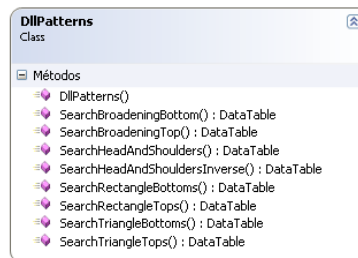 DllPatterns
Class
Métodos
DllPatterns()
SearchBroadeningBottom() : DataTable
SearchBroadeningTop() : DataTable
SearchHeadAndShoulders() : DataTable
SearchHeadAndShouldersInverse() : DataTable
SearchRectangleBottoms() : DataTable
SearchRectangleTops() : DataTable
SearchTriangleBottoms() : DataTable
SearchTriangleTops() : DataTable